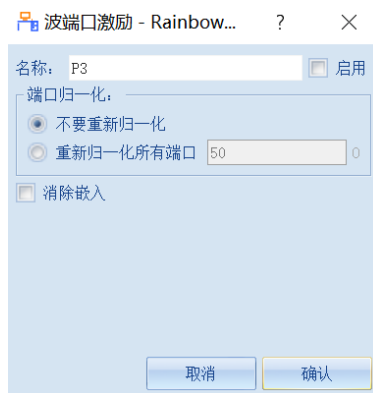 波端口激励 - Rainbow... ? ×
名称: P3 启用
端口归一化:
不要重新归一化
重新归一化所有端口 50 O
消除嵌入
取消 确认